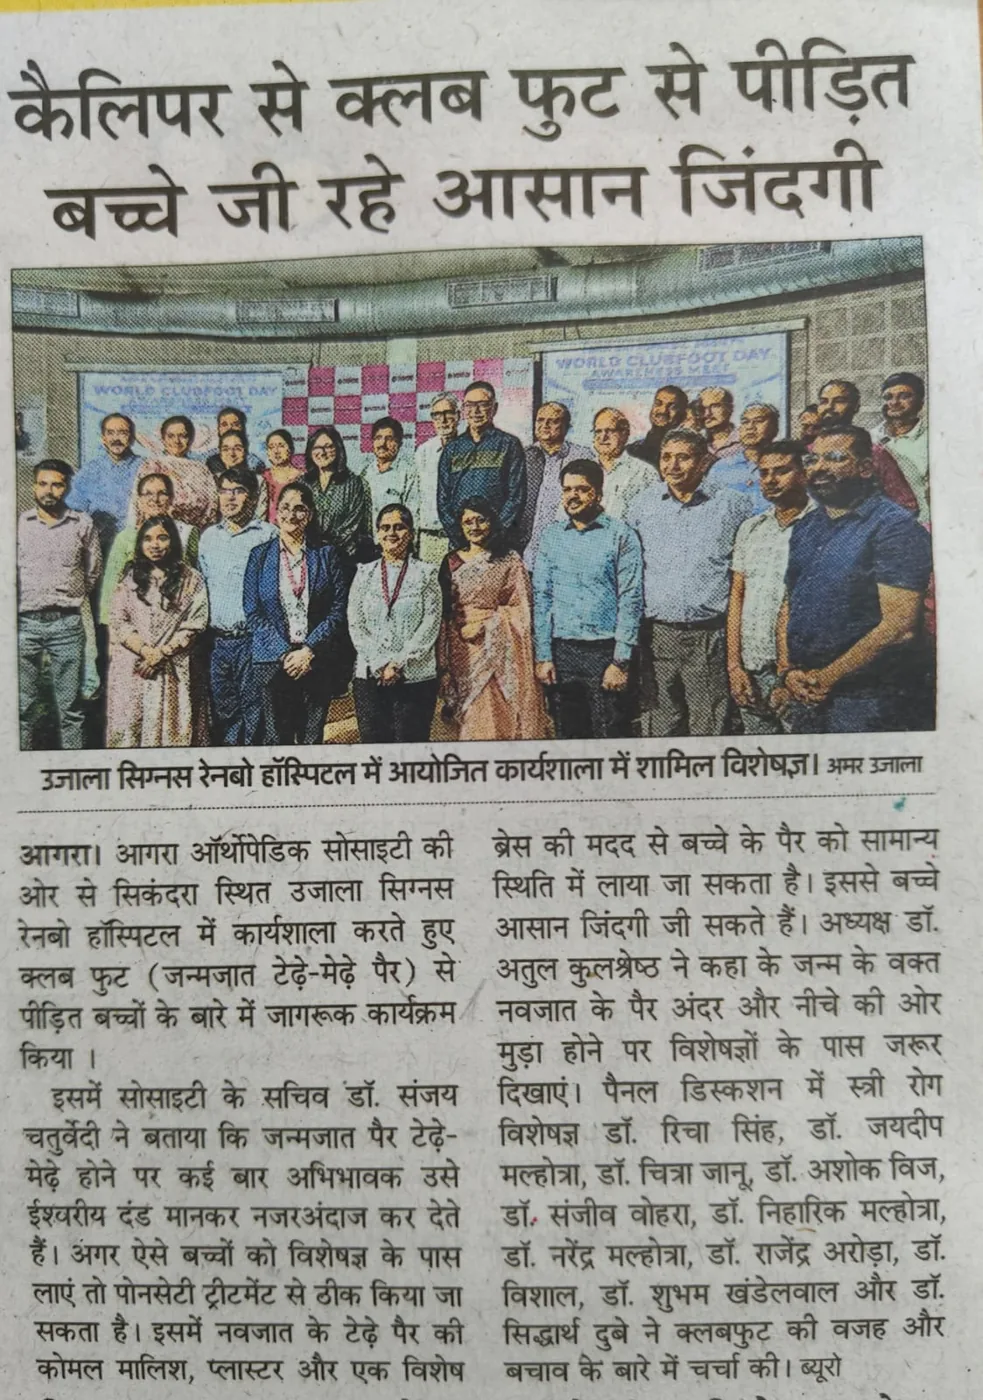 कैलिपर से क्लब फुट से पीड़ित
बच्चे जी रहे आसान जिंदगी
WORLD CLUBFOOT DAY
AWARENESS MEET
WORLD CLUBFOOT DAY
AWARENESS MEET
उजाला सिग्नस रेनबो हॉस्पिटल में आयोजित कार्यशाला में शामिल विशेषज्ञ। अमर उजाला
आगरा। आगरा ऑर्थोपेडिक सोसाइटी की
ओर से सिकंदरा स्थित उजाला सिग्नस
रेनबो हॉस्पिटल में कार्यशाला करते हुए
क्लब फुट (जन्मजात टेढ़े-मेढ़े पैर) से
पीड़ित बच्चों के बारे में जागरूक कार्यक्रम
किया ।
इसमें सोसाइटी के सचिव डॉ. संजय
चतुर्वेदी ने बताया कि जन्मजात पैर टेढ़े-
मेढ़े होने पर कई बार अभिभावक उसे
ईश्वरीय दंड मानकर नजरअंदाज कर देते
हैं। अगर ऐसे बच्चों को विशेषज्ञ के पास
लाएं तो पोनसेटी ट्रीटमेंट से ठीक किया जा
सकता है। इसमें नवजात के टेढ़े पैर की
कोमल मालिश, प्लास्टर और एक विशेष
ब्रेस की मदद से बच्चे के पैर को सामान्य
स्थिति में लाया जा सकता है। इससे बच्चे
आसान जिंदगी जी सकते हैं। अध्यक्ष डॉ.
अतुल कुलश्रेष्ठ ने कहा के जन्म के वक्त
नवजात के पैर अंदर और नीचे की ओर
मुड़ा होने पर विशेषज्ञों के पास जरूर
दिखाएं। पैनल डिस्कशन में स्त्री रोग
विशेषज्ञ डॉ. रिचा सिंह, डॉ. जयदीप
मल्होत्रा, डॉ. चित्रा जानू, डॉ. अशोक विज,
डॉ. संजीव वोहरा, डॉ. निहारिक मल्होत्रा,
डॉ. नरेंद्र मल्होत्रा, डॉ. राजेंद्र अरोड़ा, डॉ.
विशाल, डॉ. शुभम खंडेलवाल और डॉ.
सिद्धार्थ दुबे ने क्लबफुट की वजह और
बचाव के बारे में चर्चा की। ब्यूरो